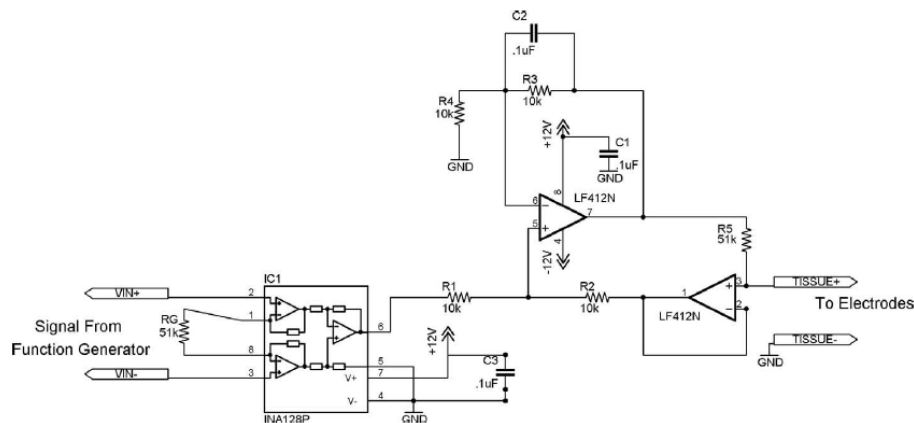 C2
.1uF
R3
10k
R4
10k
GND
+12V
C1
.1uF
GND
LF412N
8
6
7
5
4
-12V
R5
51k
IC1
VIN+
2
1
RG
51k
8
3
VIN-
Signal From
Function Generator
6
5
7
4
V+
V-
INA128P
R1
10k
R2
10k
+12V
C3
.1uF
GND
1
3
2
LF412N
TISSUE+
To Electrodes
TISSUE-
GND